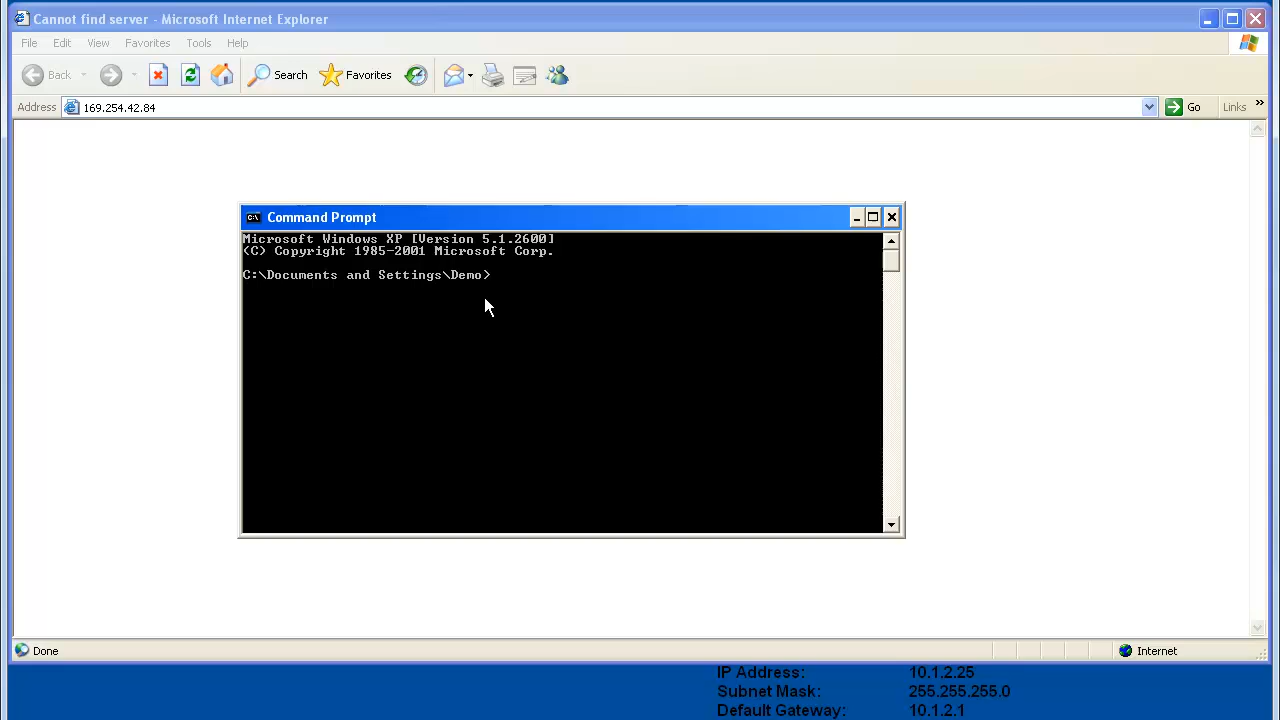 Cannot find server - Microsoft Internet Explorer
File Edit View Favorites Tools Help
Back Search Favorites
Address 169.254.42.84 Go Links »
C:\ Command Prompt
Microsoft Windows XP [Version 5.1.2600]
(C) Copyright 1985-2001 Microsoft Corp.
C:\Documents and Settings\Demo>
Done Internet
IP Address: 10.1.2.25
Subnet Mask: 255.255.255.0
Default Gateway: 10.1.2.1